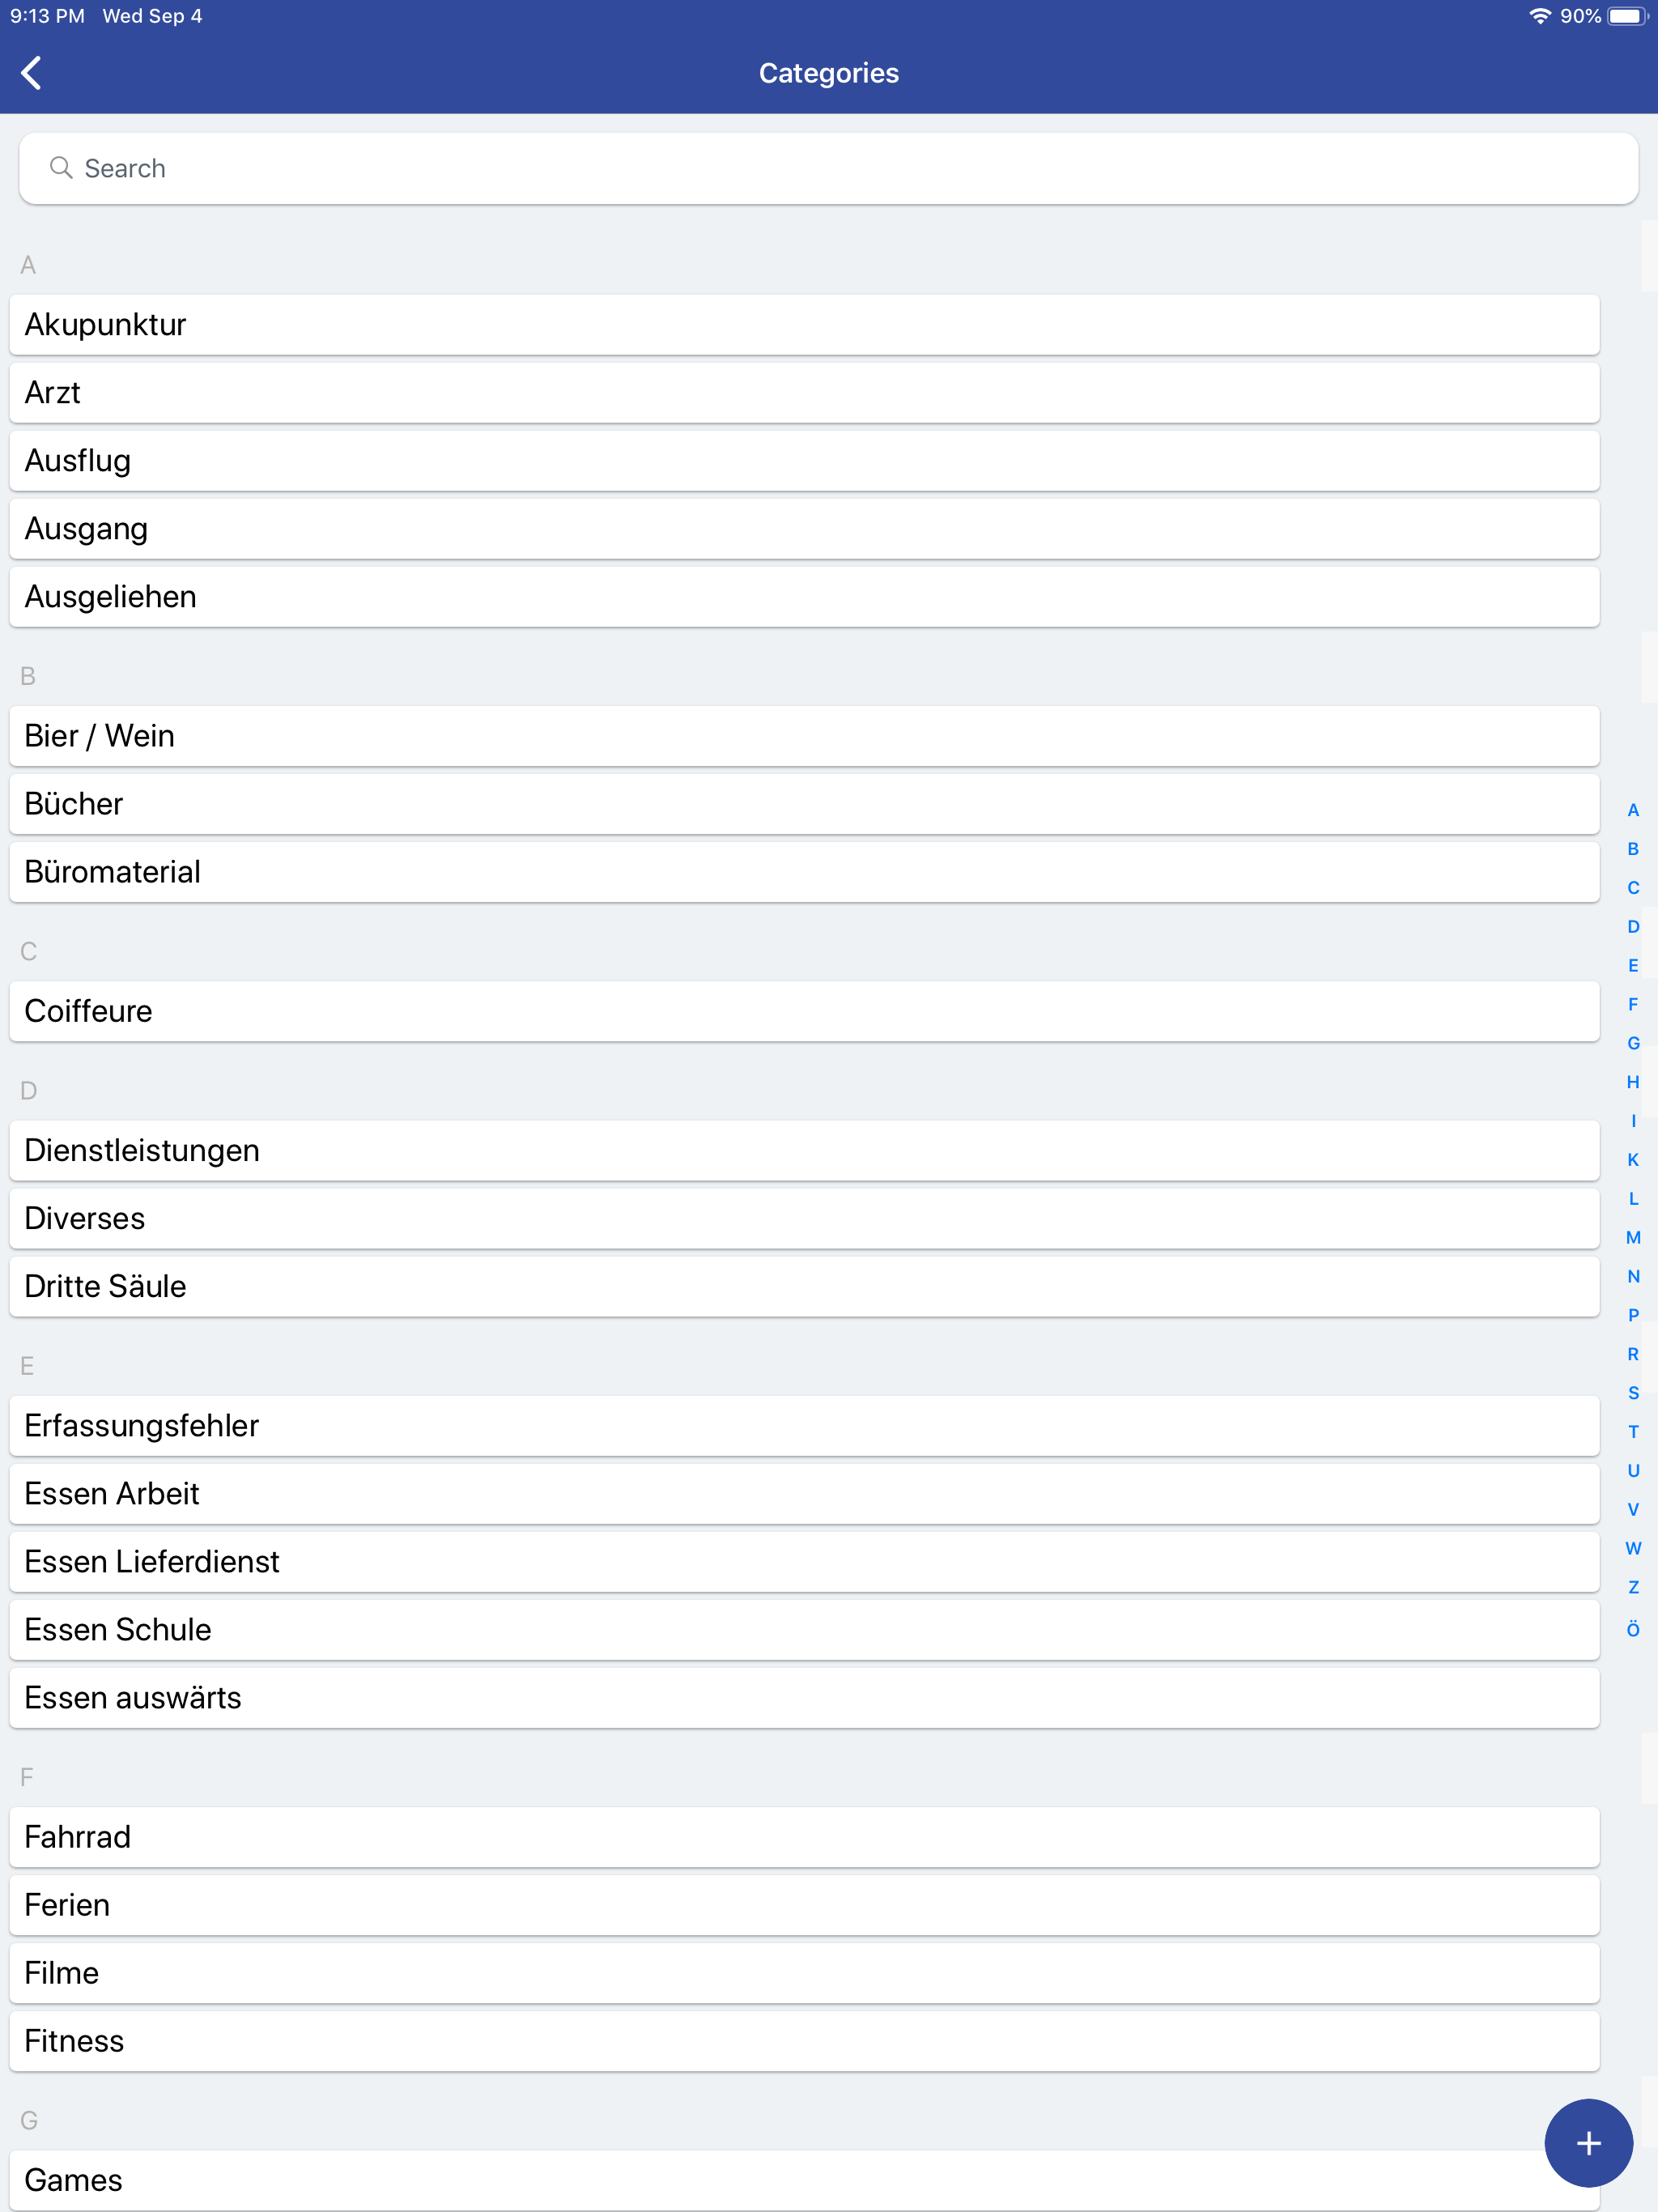 9:13 PM Wed Sep 4 90%
Categories
Search
A
Akupunktur
Arzt
Ausflug
Ausgang
Ausgeliehen
B
Bier / Wein
Bücher
Büromaterial
C
Coiffeure
D
Dienstleistungen
Diverses
Dritte Säule
E
Erfassungsfehler
Essen Arbeit
Essen Lieferdienst
Essen Schule
Essen auswärts
F
Fahrrad
Ferien
Filme
Fitness
G
Games
A
B
C
D
E
F
G
H
I
K
L
M
N
P
R
S
T
U
V
W
Z
Ö
+